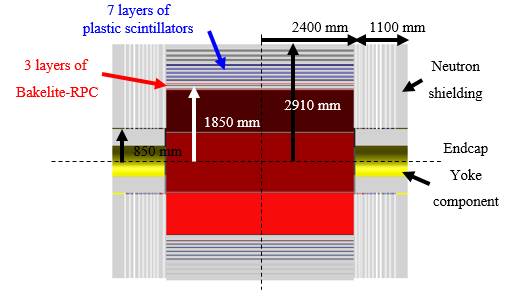 7 layers of
plastic scintillators
2400 mm
1100 mm
3 layers of
Bakelite-RPC
Neutron
shielding
2910 mm
1850 mm
850 mm
Endcap
Yoke
component